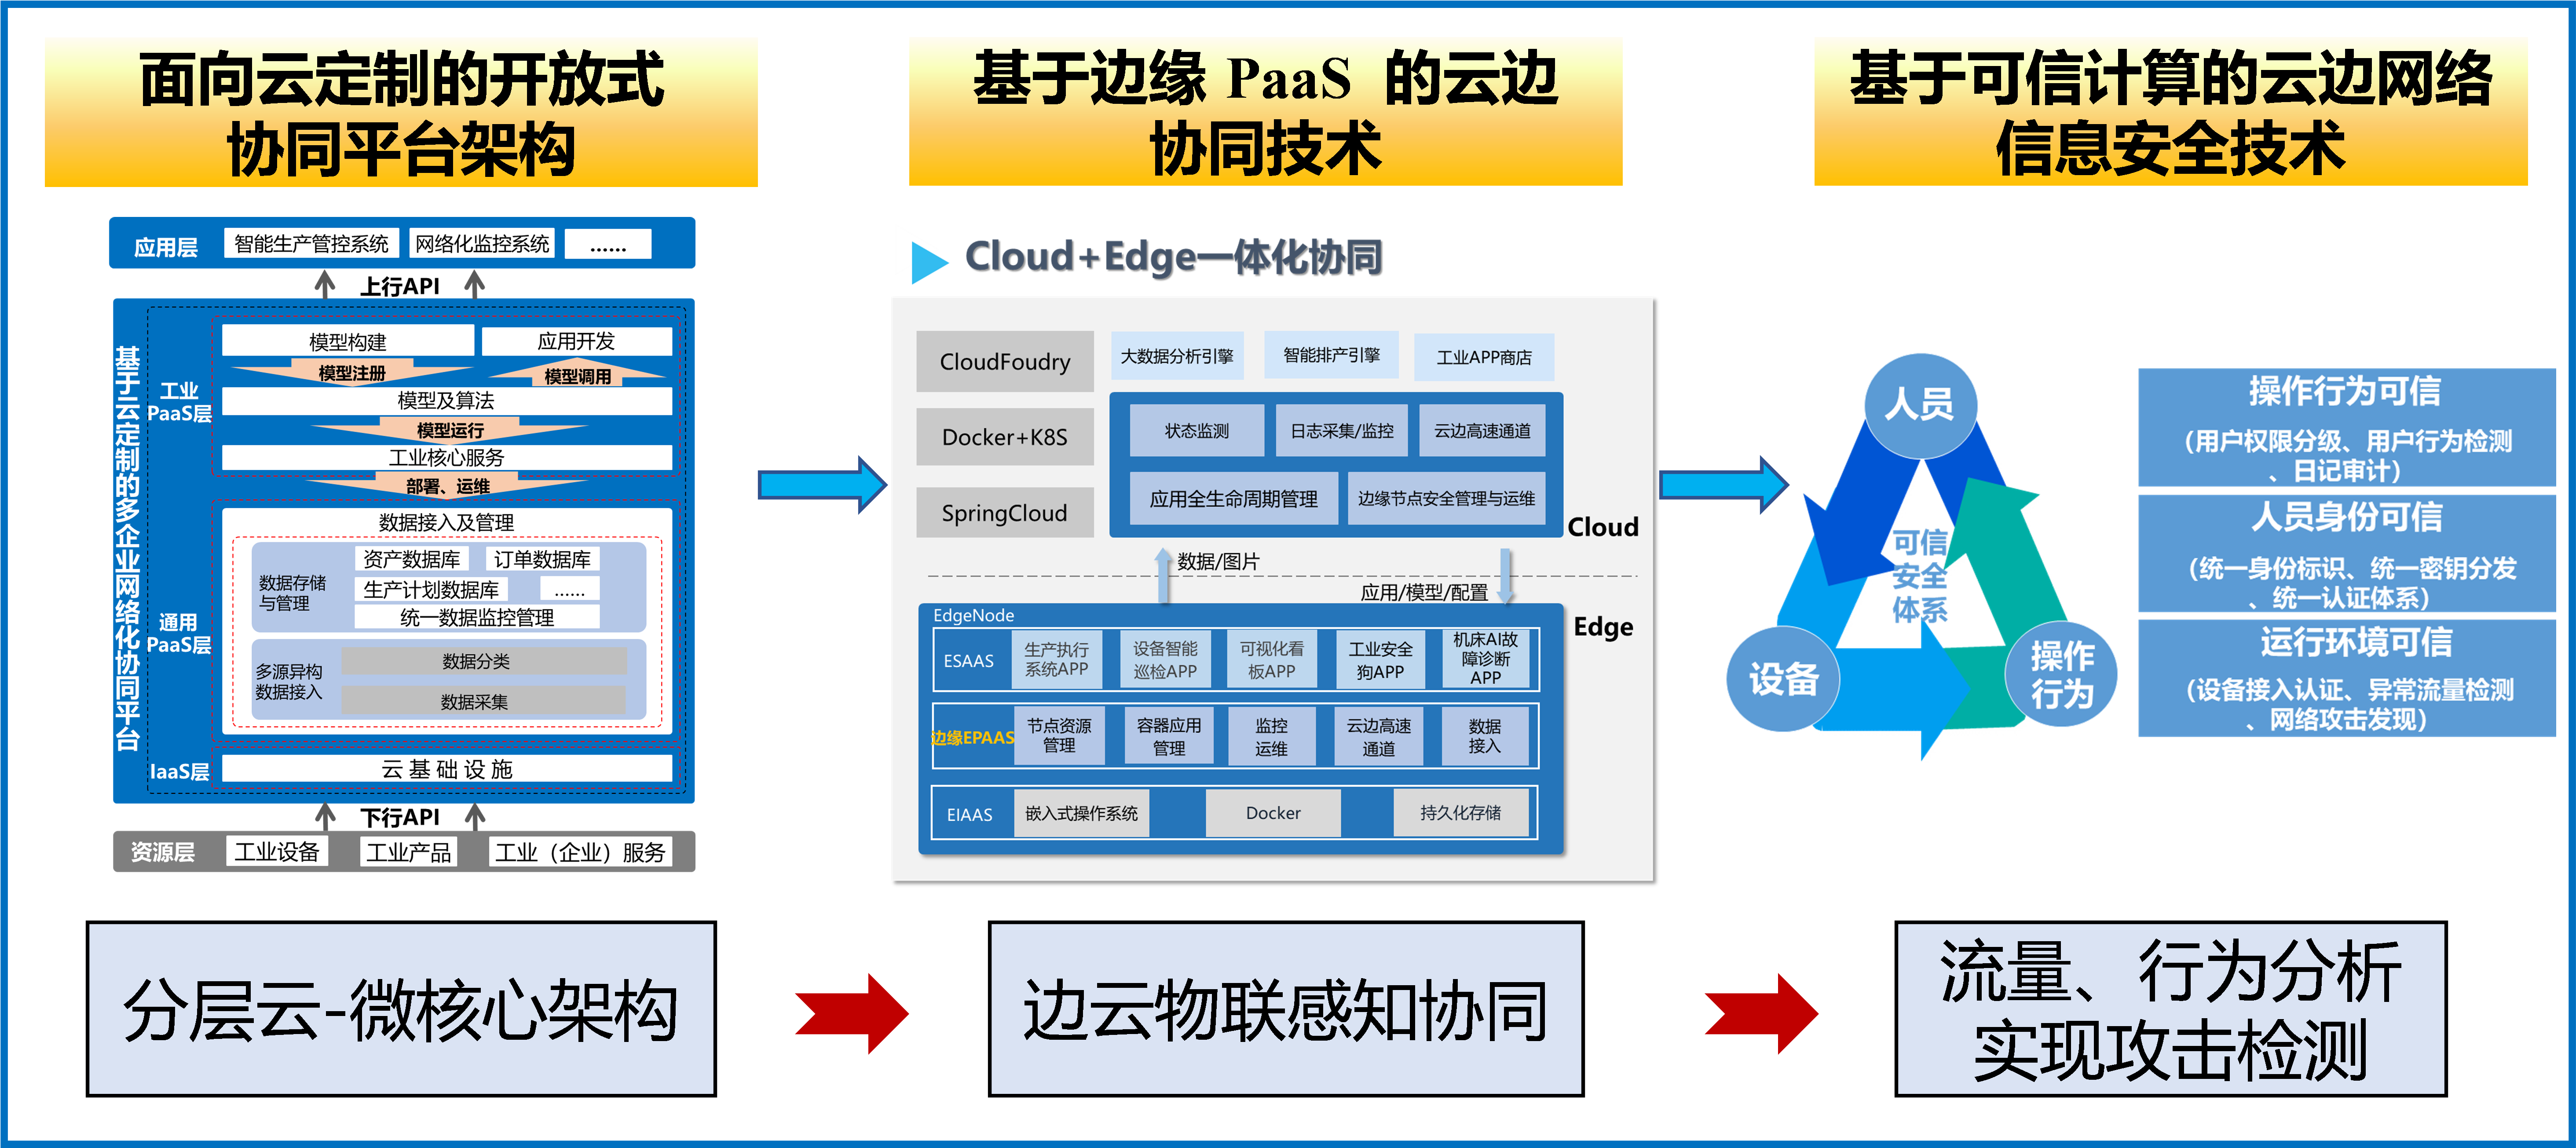 面向云定制的开放式
协同平台架构
应用层
智能生产管控系统
网络化监控系统
……
上行API
基于云定制的多企业网络化协同平台
工业
PaaS层
模型构建
应用开发
模型注册
模型调用
模型及算法
模型运行
工业核心服务
部署、运维
通用
PaaS层
数据接入及管理
数据存储
与管理
资产数据库
订单数据库
生产计划数据库
……
统一数据监控管理
多源异构
数据接入
数据分类
数据采集
IaaS层
云基础设施
下行API
资源层
工业设备
工业产品
工业（企业）服务
分层云-微核心架构
基于边缘 PaaS 的云边
协同技术
Cloud+Edge一体化协同
CloudFoudry
Docker+K8S
SpringCloud
大数据分析引擎
智能排产引擎
工业APP商店
状态监测
日志采集/监控
云边高速通道
应用全生命周期管理
边缘节点安全管理与运维
Cloud
数据/图片
应用/模型/配置
Edge
EdgeNode
ESAAS
生产执行
系统APP
设备智能
巡检APP
可视化看
板APP
工业安全
狗APP
机床AI故
障诊断
APP
边缘EPAAS
节点资源
管理
容器应用
管理
监控
运维
云边高速
通道
数据
接入
EIAAS
嵌入式操作系统
Docker
持久化存储
边云物联感知协同
基于可信计算的云边网络
信息安全技术
人员
设备
操作
行为
可信
安全
体系
操作行为可信
（用户权限分级、用户行为检测
、日记审计）
人员身份可信
（统一身份标识、统一密钥分发
、统一认证体系）
运行环境可信
（设备接入认证、异常流量检测
、网络攻击发现）
流量、行为分析
实现攻击检测